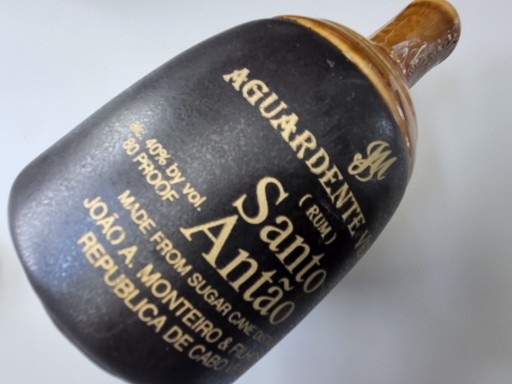 JM
AGUARDENTE
(RUM)
Santo
Antão
alc. 40% by vol.
80 PROOF
MADE FROM SUGAR CANE
JOÃO A. MONTEIRO &
REPUBLICA DE CABO